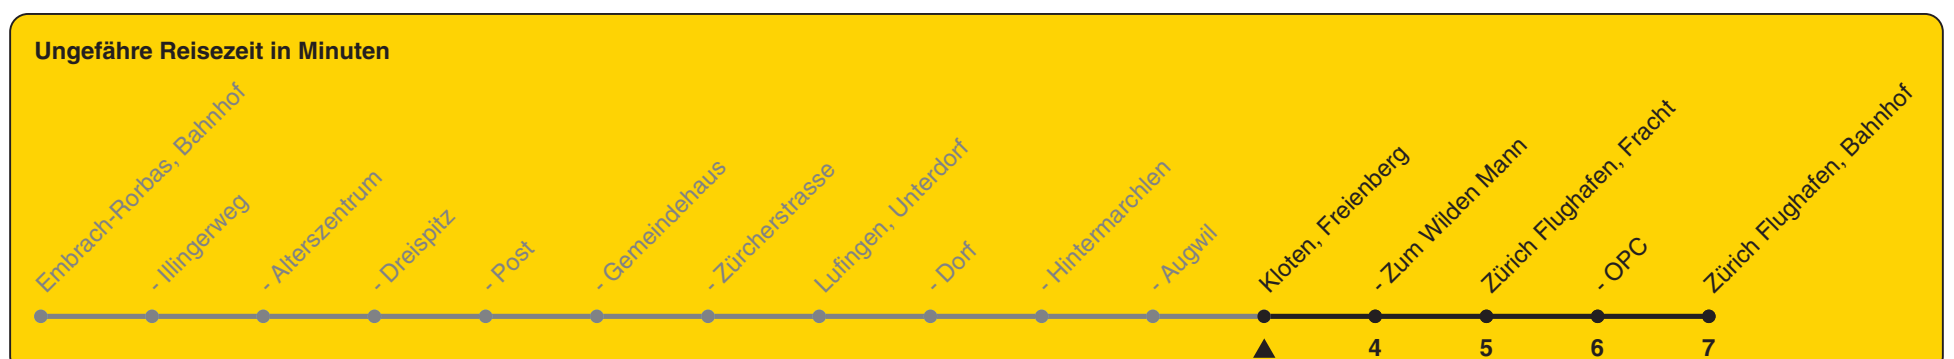 Ungefähre Reisezeit in Minuten
Embrach-Rorbas, Bahnhof
- Illingerweg
- Alterszentrum
- Dreispitz
- Post
- Gemeindehaus
- Zürcherstrasse
Lufingen, Unterdorf
- Dorf
- Hintermarchlen
- Augwil
Kloten, Freienberg
- Zum Wilden Mann
Zürich Flughafen, Fracht
- OPC
Zürich Flughafen, Bahnhof
4 5 6 7